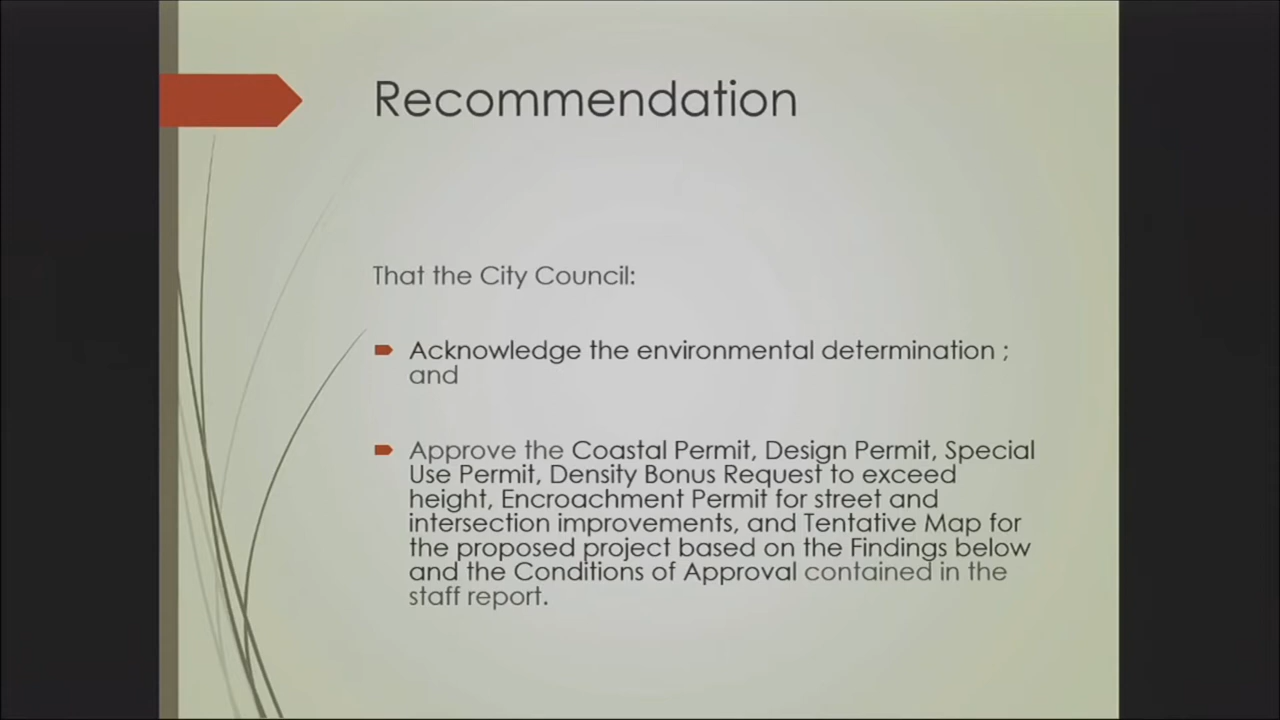 Recommendation
That the City Council:
Acknowledge the environmental determination ;
and
Approve the Coastal Permit, Design Permit, Special
Use Permit, Density Bonus Request to exceed
height, Encroachment Permit for street and
intersection improvements, and Tentative Map for
the proposed project based on the Findings below
and the Conditions of Approval contained in the
staff report.